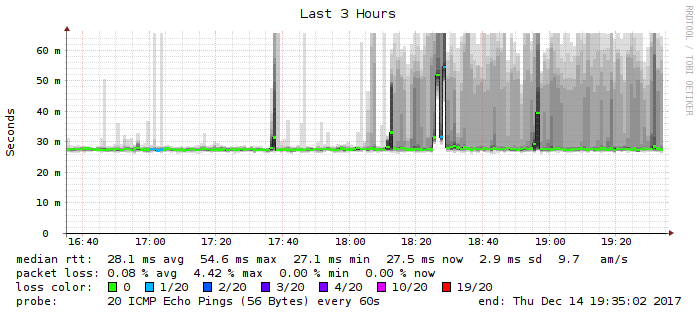 Last 3 Hours
RRDTOOL / TOBI OETIKER
Seconds
60 m
50 m
40 m
30 m
20 m
10 m
0
16:40 17:00 17:20 17:40 18:00 18:20 18:40 19:00 19:20
median rtt: 28.1 ms avg 54.6 ms max 27.1 ms min 27.5 ms now 2.9 ms sd 9.7 am/s
packet loss: 0.08 % avg 4.42 % max 0.00 % min 0.00 % now
loss color: 0 1/20 2/20 3/20 4/20 10/20 19/20
probe: 20 ICMP Echo Pings (56 Bytes) every 60s end: Thu Dec 14 19:35:02 2017